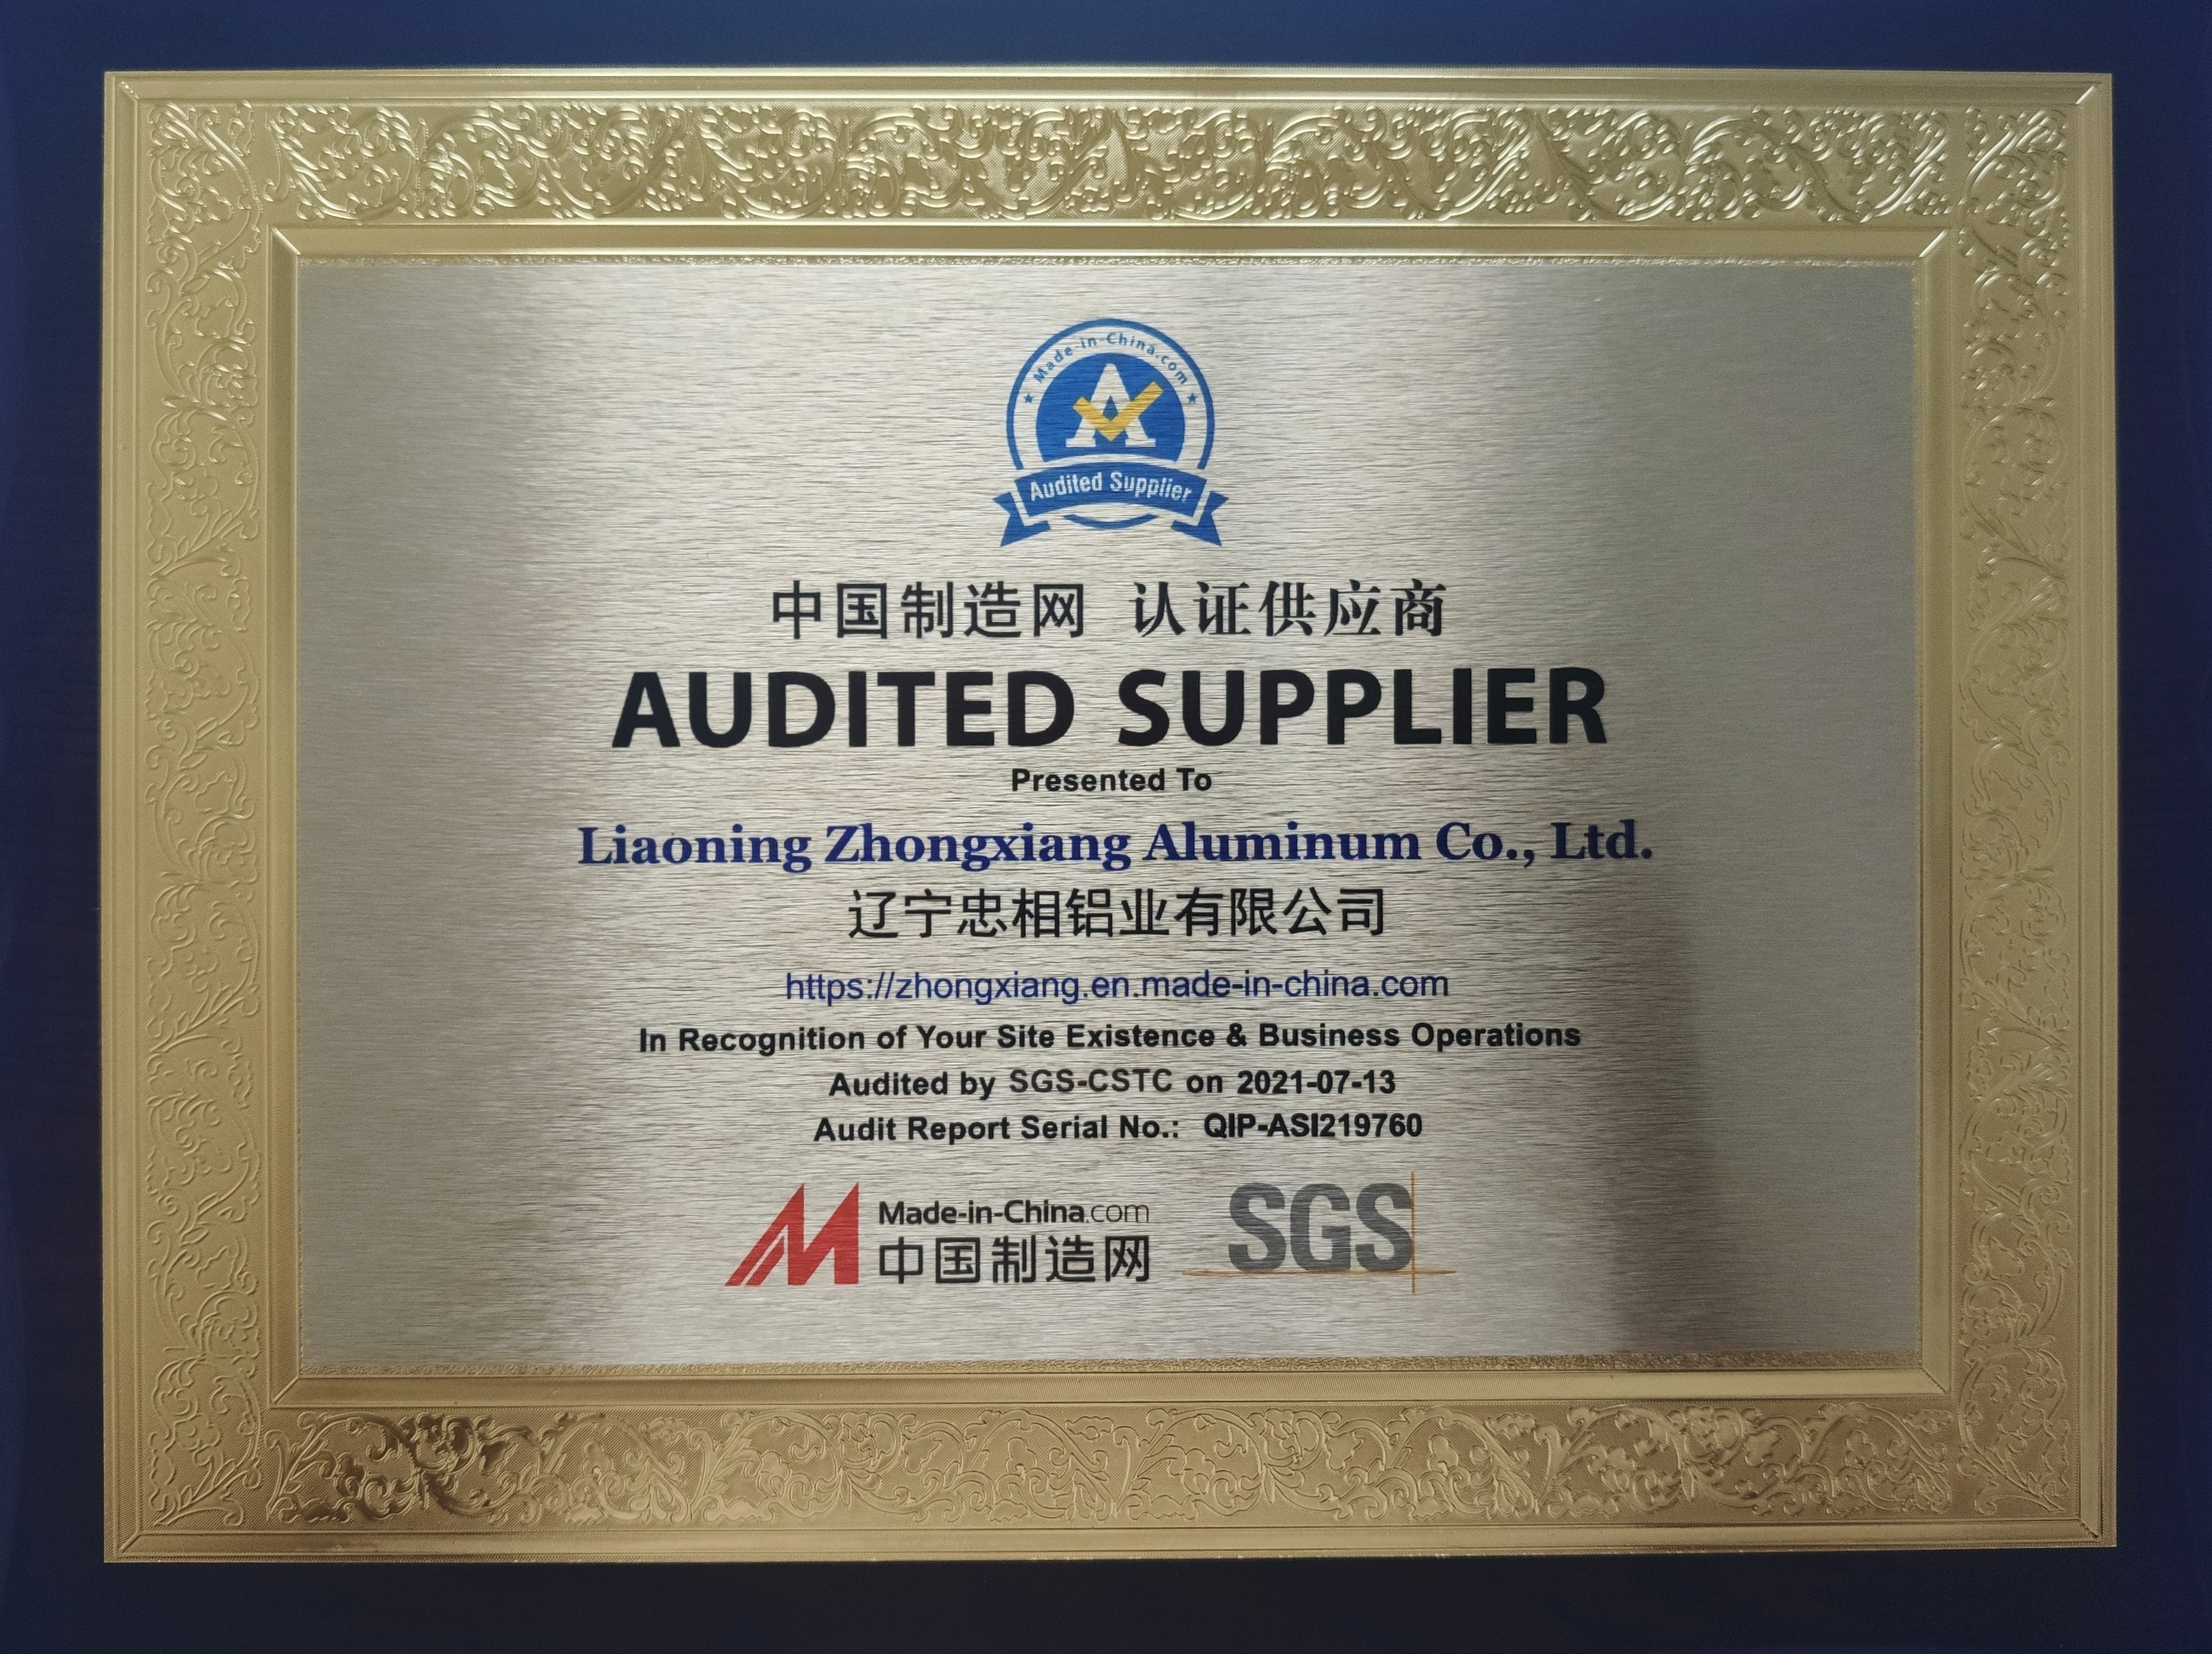 ★ Made-in-China.com ★
A
Audited Supplier
中国制造网 认证供应商
AUDITED SUPPLIER
Presented To
Liaoning Zhongxiang Aluminum Co., Ltd.
辽宁忠相铝业有限公司
https://zhongxiang.en.made-in-china.com
In Recognition of Your Site Existence & Business Operations
Audited by SGS-CSTC on 2021-07-13
Audit Report Serial No.: QIP-ASI219760
Made-in-China.com
中国制造网
SGS